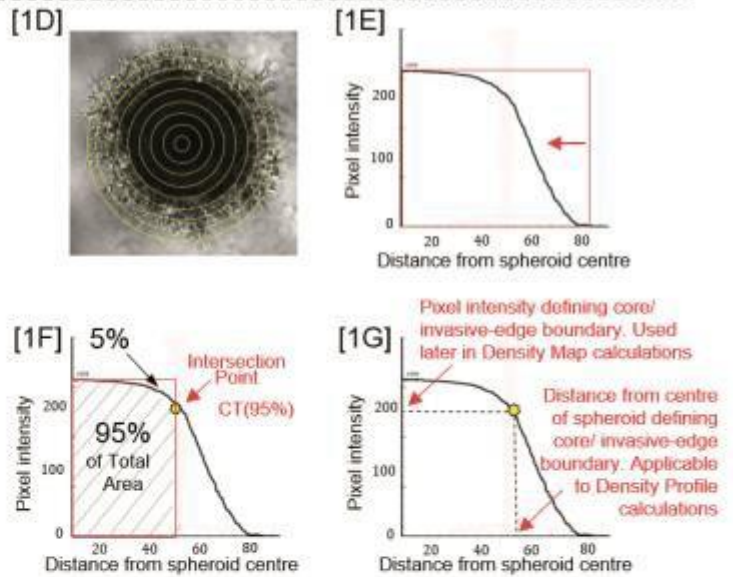 [1D]
[1E]
Pixel intensity
200
100
0
20 40 60 80
Distance from spheroid centre
[1F]
5%
Intersection
Point
CT(95%)
95%
of Total
Area
Pixel intensity
200
100
0
20 40 60 80
Distance from spheroid centre
[1G]
Pixel intensity defining core/
invasive-edge boundary. Used
later in Density Map calculations
Distance from centre
of spheroid defining
core/ invasive-edge
boundary. Applicable
to Density Profile
calculations
Pixel intensity
200
100
0
20 40 60 80
Distance from spheroid centre